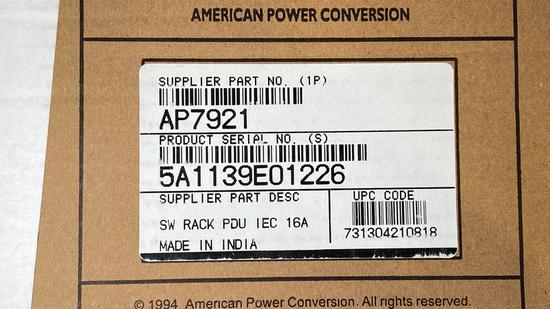 AMERICAN POWER CONVERSION
SUPPLIER PART NO. (1P)
AP7921
PRODUCT SERIAL NO. (S)
5A1139E01226
SUPPLIER PART DESC
UPC CODE
SW RACK PDU IEC 16A
731304210818
MADE IN INDIA
© 1994 American Power Conversion. All rights reserved.